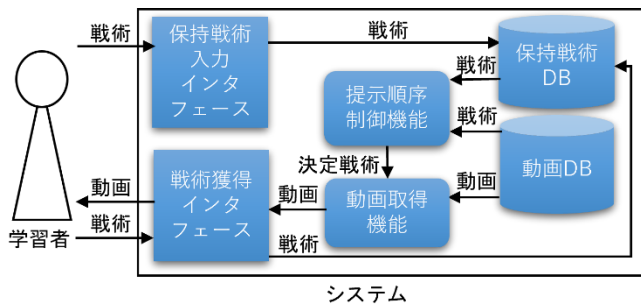 戦術
保持戦術
入力
インタ
フェース
戦術
保持戦術
DB
戦術
提示順序
制御機能
戦術
決定戦術
動画DB
動画
戦術獲得
インタ
フェース
動画
動画取得
機能
動画
学習者
戦術
戦術
システム